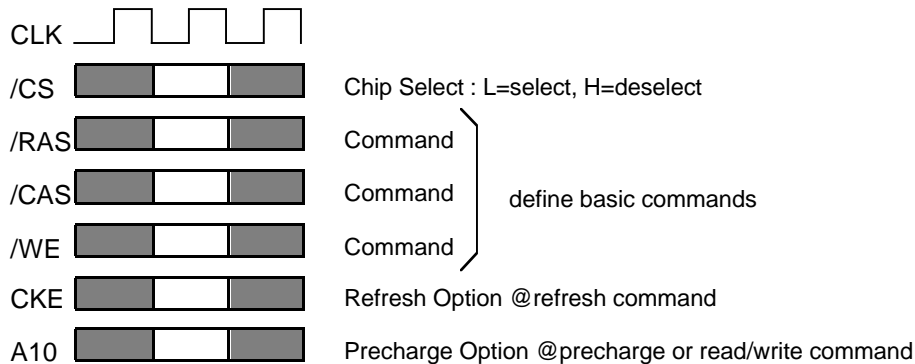 CLK
/CS Chip Select : L=select, H=deselect
/RAS Command
/CAS Command define basic commands
/WE Command
CKE Refresh Option @refresh command
A10 Precharge Option @precharge or read/write command